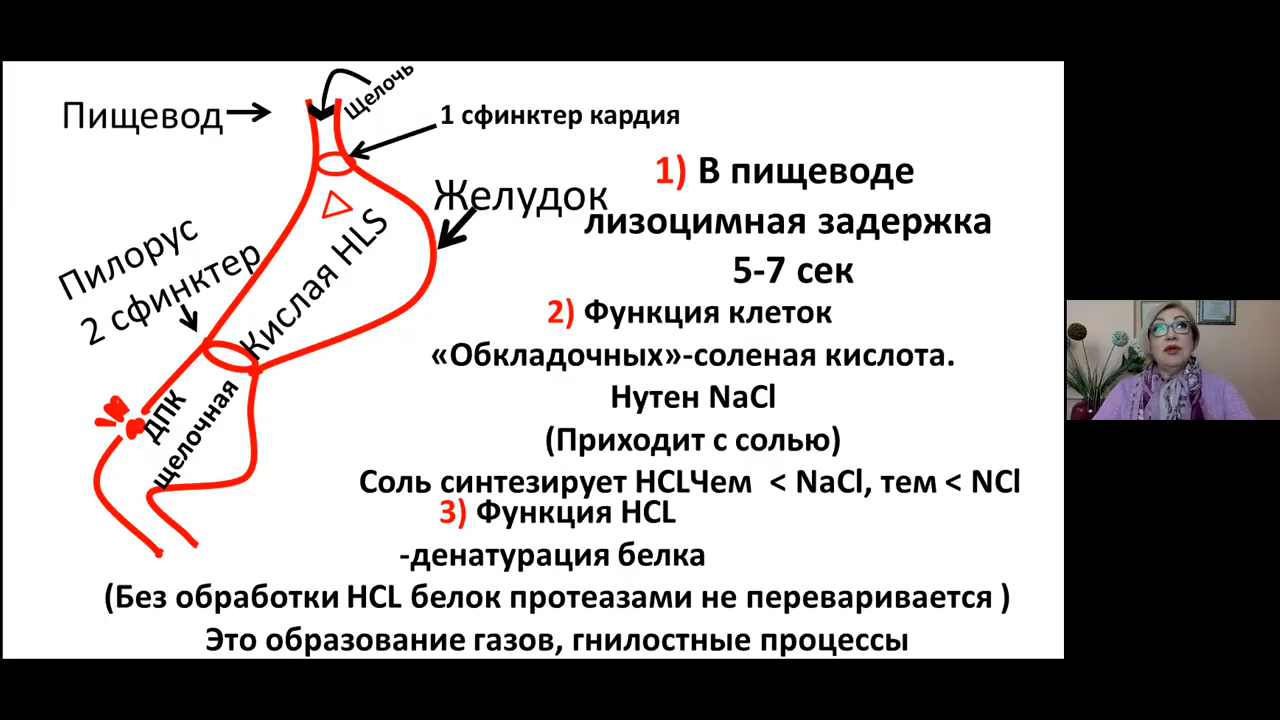 Щелочь
Пищевод
1 сфинктер кардия
1) В пищеводе
лизоцимная задержка
5-7 сек
Желудок
Пилорус
2 сфинктер
Кислая HLS
2) Функция клеток
«Обкладочных»-соленая кислота.
Нутен NaCl
(Приходит с солью)
Соль синтезирует HCLЧем < NaCl, тем < NCl
ДПК
щелочная
3) Функция HCL
-денатурация белка
(Без обработки HCL белок протеазами не переваривается )
Это образование газов, гнилостные процессы